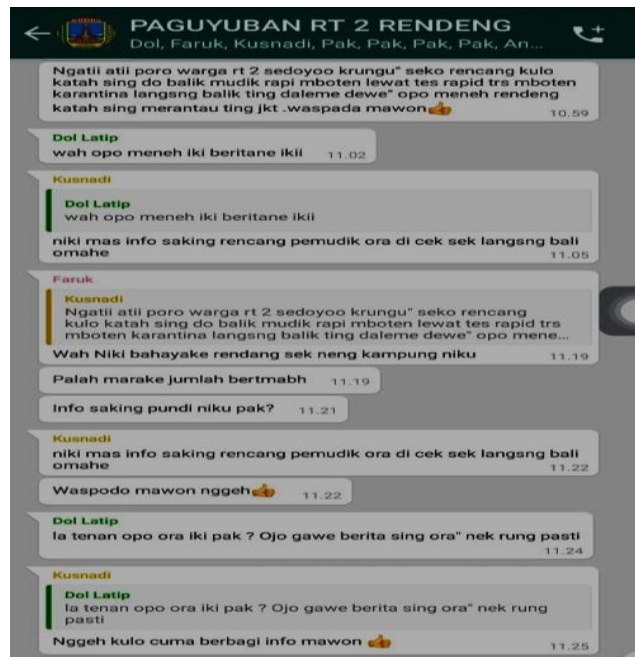 PAGUYUBAN RT 2 RENDENG
Dol, Faruk, Kusnadi, Pak, Pak, Pak, Pak, An...
Ngatii atii poro warga rt 2 sedoyoo krungu" seko rencang kulo
katah sing do balik mudik rapi mboten lewat tes rapid trs mboten
karantina langsng balik ting daleme dewe" opo meneh rendeng
katah sing merantau ting jkt .waspada mawon👍
10.59
Dol Latip
wah opo meneh iki beritane ikii 11.02
Kusnadi
Dol Latip
wah opo meneh iki beritane ikii
niki mas info saking rencang pemudik ora di cek sek langsng bali
omahe 11.05
Faruk
Kusnadi
Ngatii atii poro warga rt 2 sedoyoo krungu" seko rencang
kulo katah sing do balik mudik rapi mboten lewat tes rapid trs
mboten karantina langsng balik ting daleme dewe" opo mene...
Wah Niki bahayake rendang sek neng kampung niku 11.19
Palah marake jumlah bertmabh 11.19
Info saking pundi niku pak? 11.21
Kusnadi
niki mas info saking rencang pemudik ora di cek sek langsng bali
omahe 11.22
Waspodo mawon nggeh👍 11.22
Dol Latip
la tenan opo ora iki pak ? Ojo gawe berita sing ora" nek rung pasti
11.24
Kusnadi
Dol Latip
la tenan opo ora iki pak ? Ojo gawe berita sing ora" nek rung
pasti
Nggeh kulo cuma berbagi info mawon 👍 11.25